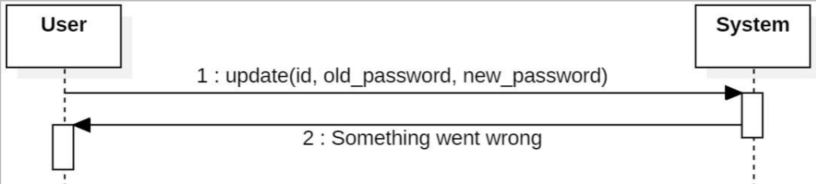 User
System
1 : update(id, old_password, new_password)
2 : Something went wrong